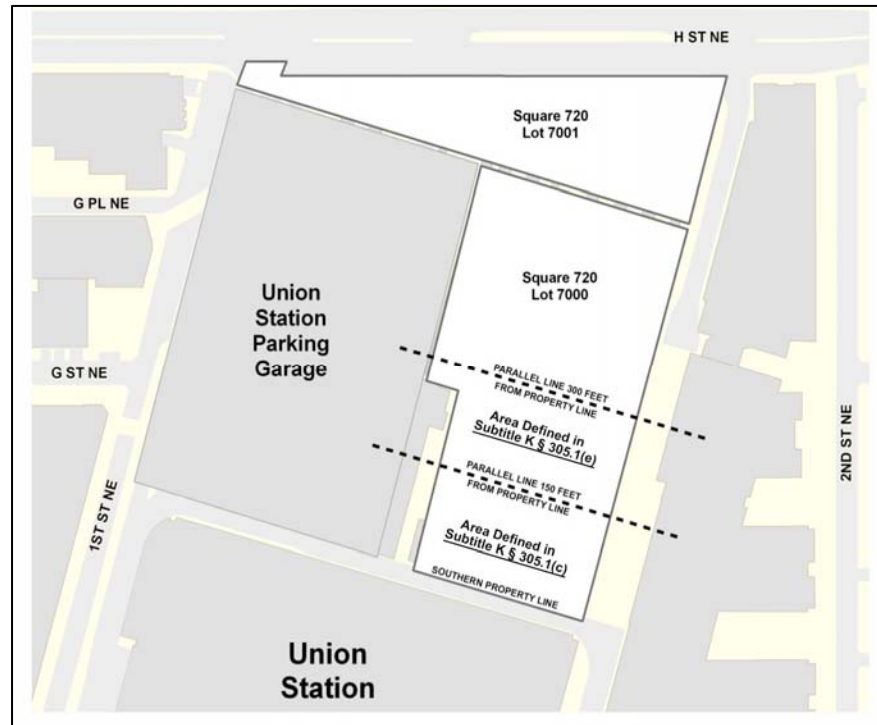 H ST NE
Square 720
Lot 7001
G PL NE
Square 720
Lot 7000
Union
Station
Parking
Garage
G ST NE
PARALLEL LINE 300 FEET
FROM PROPERTY LINE
Area Defined in
Subtitle K § 305.1(e)
2ND ST NE
PARALLEL LINE 150 FEET
FROM PROPERTY LINE
1ST ST NE
Area Defined in
Subtitle K § 305.1(c)
SOUTHERN PROPERTY LINE
Union
Station